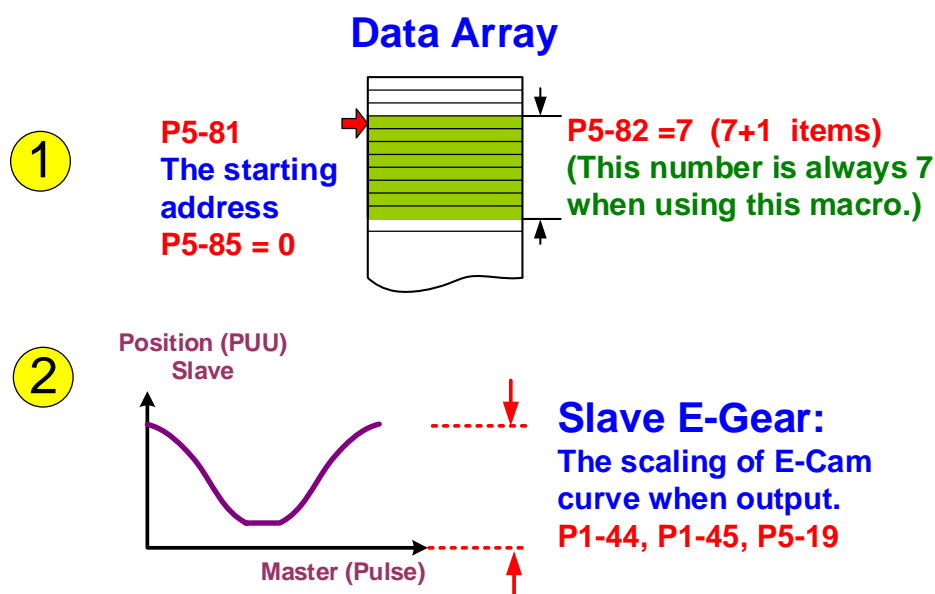 Data Array
1
P5-81
The starting
address
P5-85 = 0
P5-82 =7 (7+1 items)
(This number is always 7
when using this macro.)
2
Position (PUU)
Slave
Master (Pulse)
Slave E-Gear:
The scaling of E-Cam
curve when output.
P1-44, P1-45, P5-19